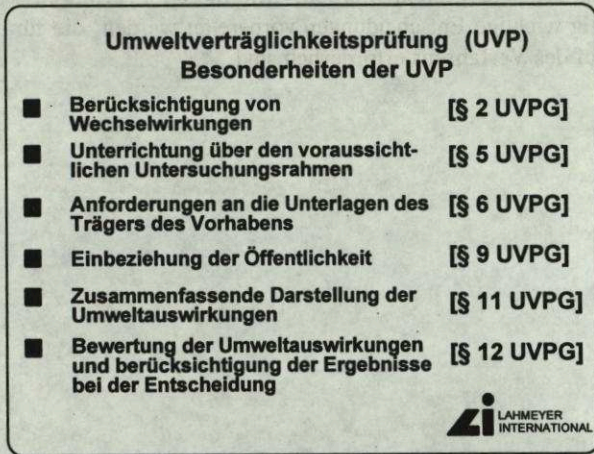 Umweltverträglichkeitsprüfung (UVP)
Besonderheiten der UVP
■ Berücksichtigung von
Wechselwirkungen [§ 2 UVPG]
■ Unterrichtung über den voraussicht-
lichen Untersuchungsrahmen [§ 5 UVPG]
■ Anforderungen an die Unterlagen des
Trägers des Vorhabens [§ 6 UVPG]
■ Einbeziehung der Öffentlichkeit [§ 9 UVPG]
■ Zusammenfassende Darstellung der
Umweltauswirkungen [§ 11 UVPG]
■ Bewertung der Umweltauswirkungen
und berücksichtigung der Ergebnisse [§ 12 UVPG]
bei der Entscheidung
LAHMEYER
INTERNATIONAL